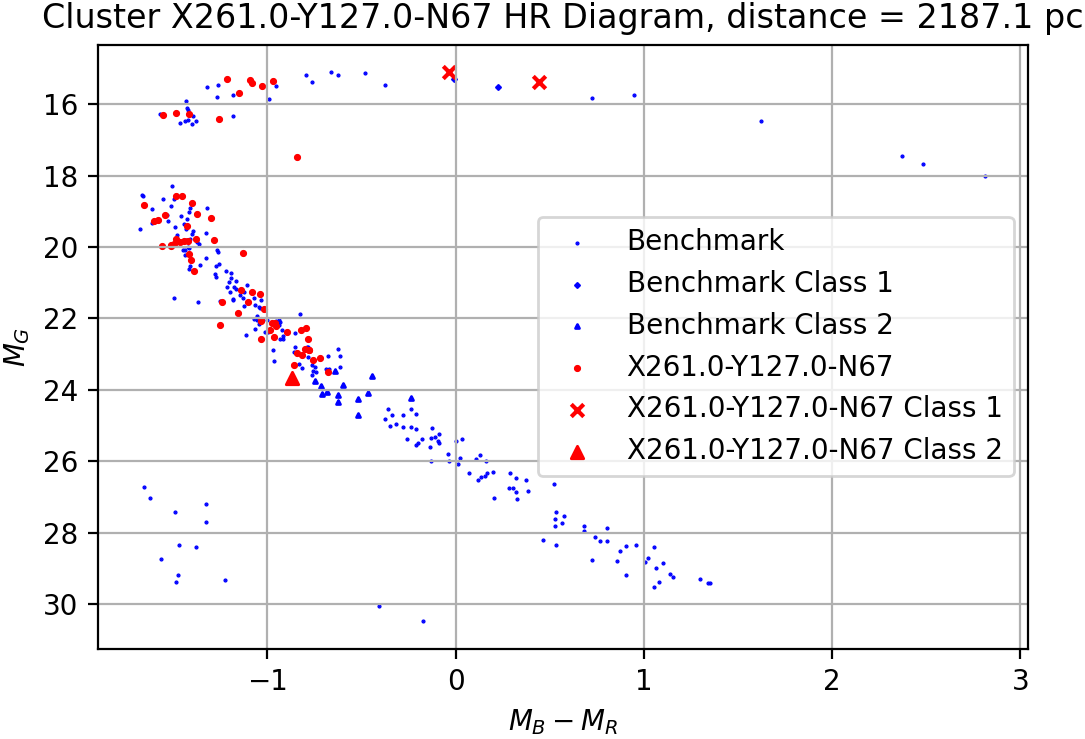 Cluster X261.0-Y127.0-N67 HR Diagram, distance = 2187.1 pc
16
18
20
22
24
26
28
30
M_G
Benchmark
Benchmark Class 1
Benchmark Class 2
X261.0-Y127.0-N67
X261.0-Y127.0-N67 Class 1
X261.0-Y127.0-N67 Class 2
−1 0 1 2 3
M_B − M_R